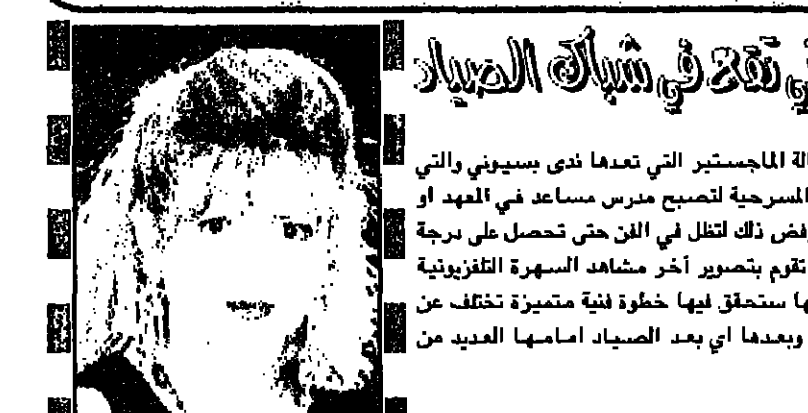 تقع في شباك الصياد
الة الماجستير التي تعدها ندى بسيوني والتي
المسرحية لتصبح مدرس مساعد في المعهد او
فض ذلك لتظل في الفن حتى تحصل على درجة
تقوم بتصوير أخر مشاهد السهرة التلفزيونية
ها ستحقق فيها خطوة فنية متميزة تختلف عن
وبعدها اي بعد الصياد امامها العديد من